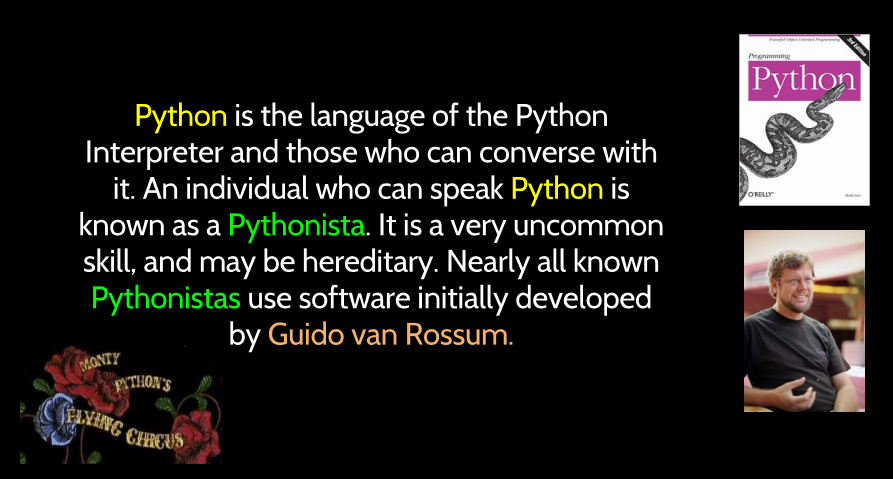 Python is the language of the Python
Interpreter and those who can converse with
it. An individual who can speak Python is
known as a Pythonista. It is a very uncommon
skill, and may be hereditary. Nearly all known
Pythonistas use software initially developed
by Guido van Rossum.
Powerful Object-Oriented Programming
3rd Edition
Programming
Python
O'REILLY
Mark Lutz
MONTY
PYTHON'S
FLYING CIRCUS